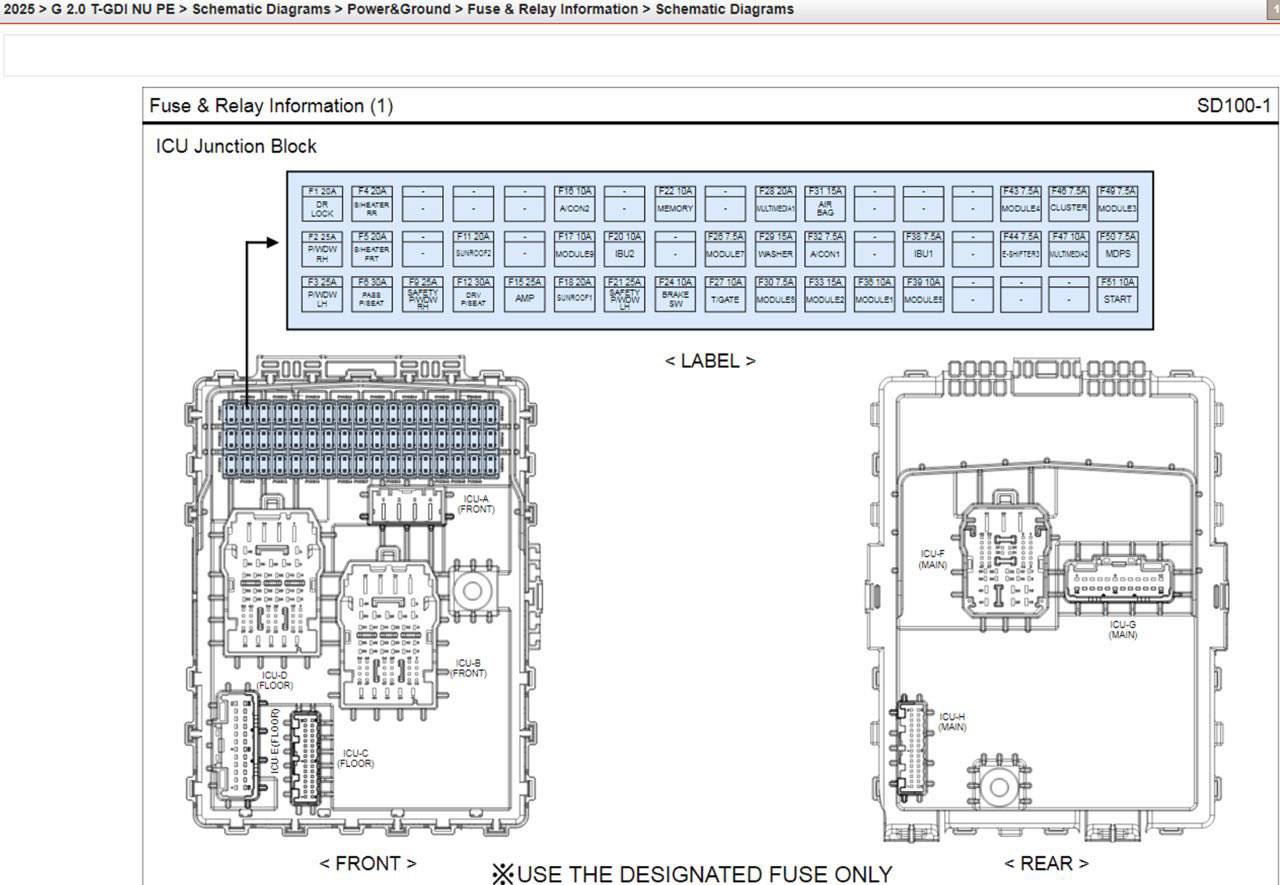 2025 > G 2.0 T-GDI NU PE > Schematic Diagrams > Power&Ground > Fuse & Relay Information > Schematic Diagrams
1
Fuse & Relay Information (1)
SD100-1
ICU Junction Block
F1 20A F4 20A - - - F16 10A - F22 10A - F28 20A F31 15A - - - F43 7.5A F46 7.5A F49 7.5A
DR LOCK S/HEATER RR - - - A/CON2 - MEMORY - MULTIMEDIA1 AIR BAG - - - MODULE4 CLUSTER MODULE3
F2 25A F5 20A - F11 20A - F17 10A F20 10A - F26 7.5A F29 15A F32 7.5A - F38 7.5A - F44 7.5A F47 10A F50 7.5A
P/WDW RH S/HEATER FRT - SUNROOF2 - MODULE9 IBU2 - MODULE7 WASHER A/CON1 - IBU1 - E-SHIFTER3 MULTIMEDIA2 MDPS
F3 25A F6 30A F9 25A F12 30A F15 25A F18 20A F21 25A F24 10A F27 10A F30 7.5A F33 15A F36 10A F39 10A - - - F51 10A
P/WDW LH PASS P/SEAT SAFETY P/WDW RH DRV P/SEAT AMP SUNROOF1 SAFETY P/WDW LH BRAKE SW T/GATE MODULE2 MODULE1 - - - START
< LABEL >
ICU-A
(FRONT)
ICU-F
(MAIN)
ICU-G
(MAIN)
ICU-B
(FRONT)
ICU-D
(FLOOR)
ICU-E(FLOOR)
ICU-C
(FLOOR)
ICU-H
(MAIN)
< FRONT >
< REAR >
※USE THE DESIGNATED FUSE ONLY